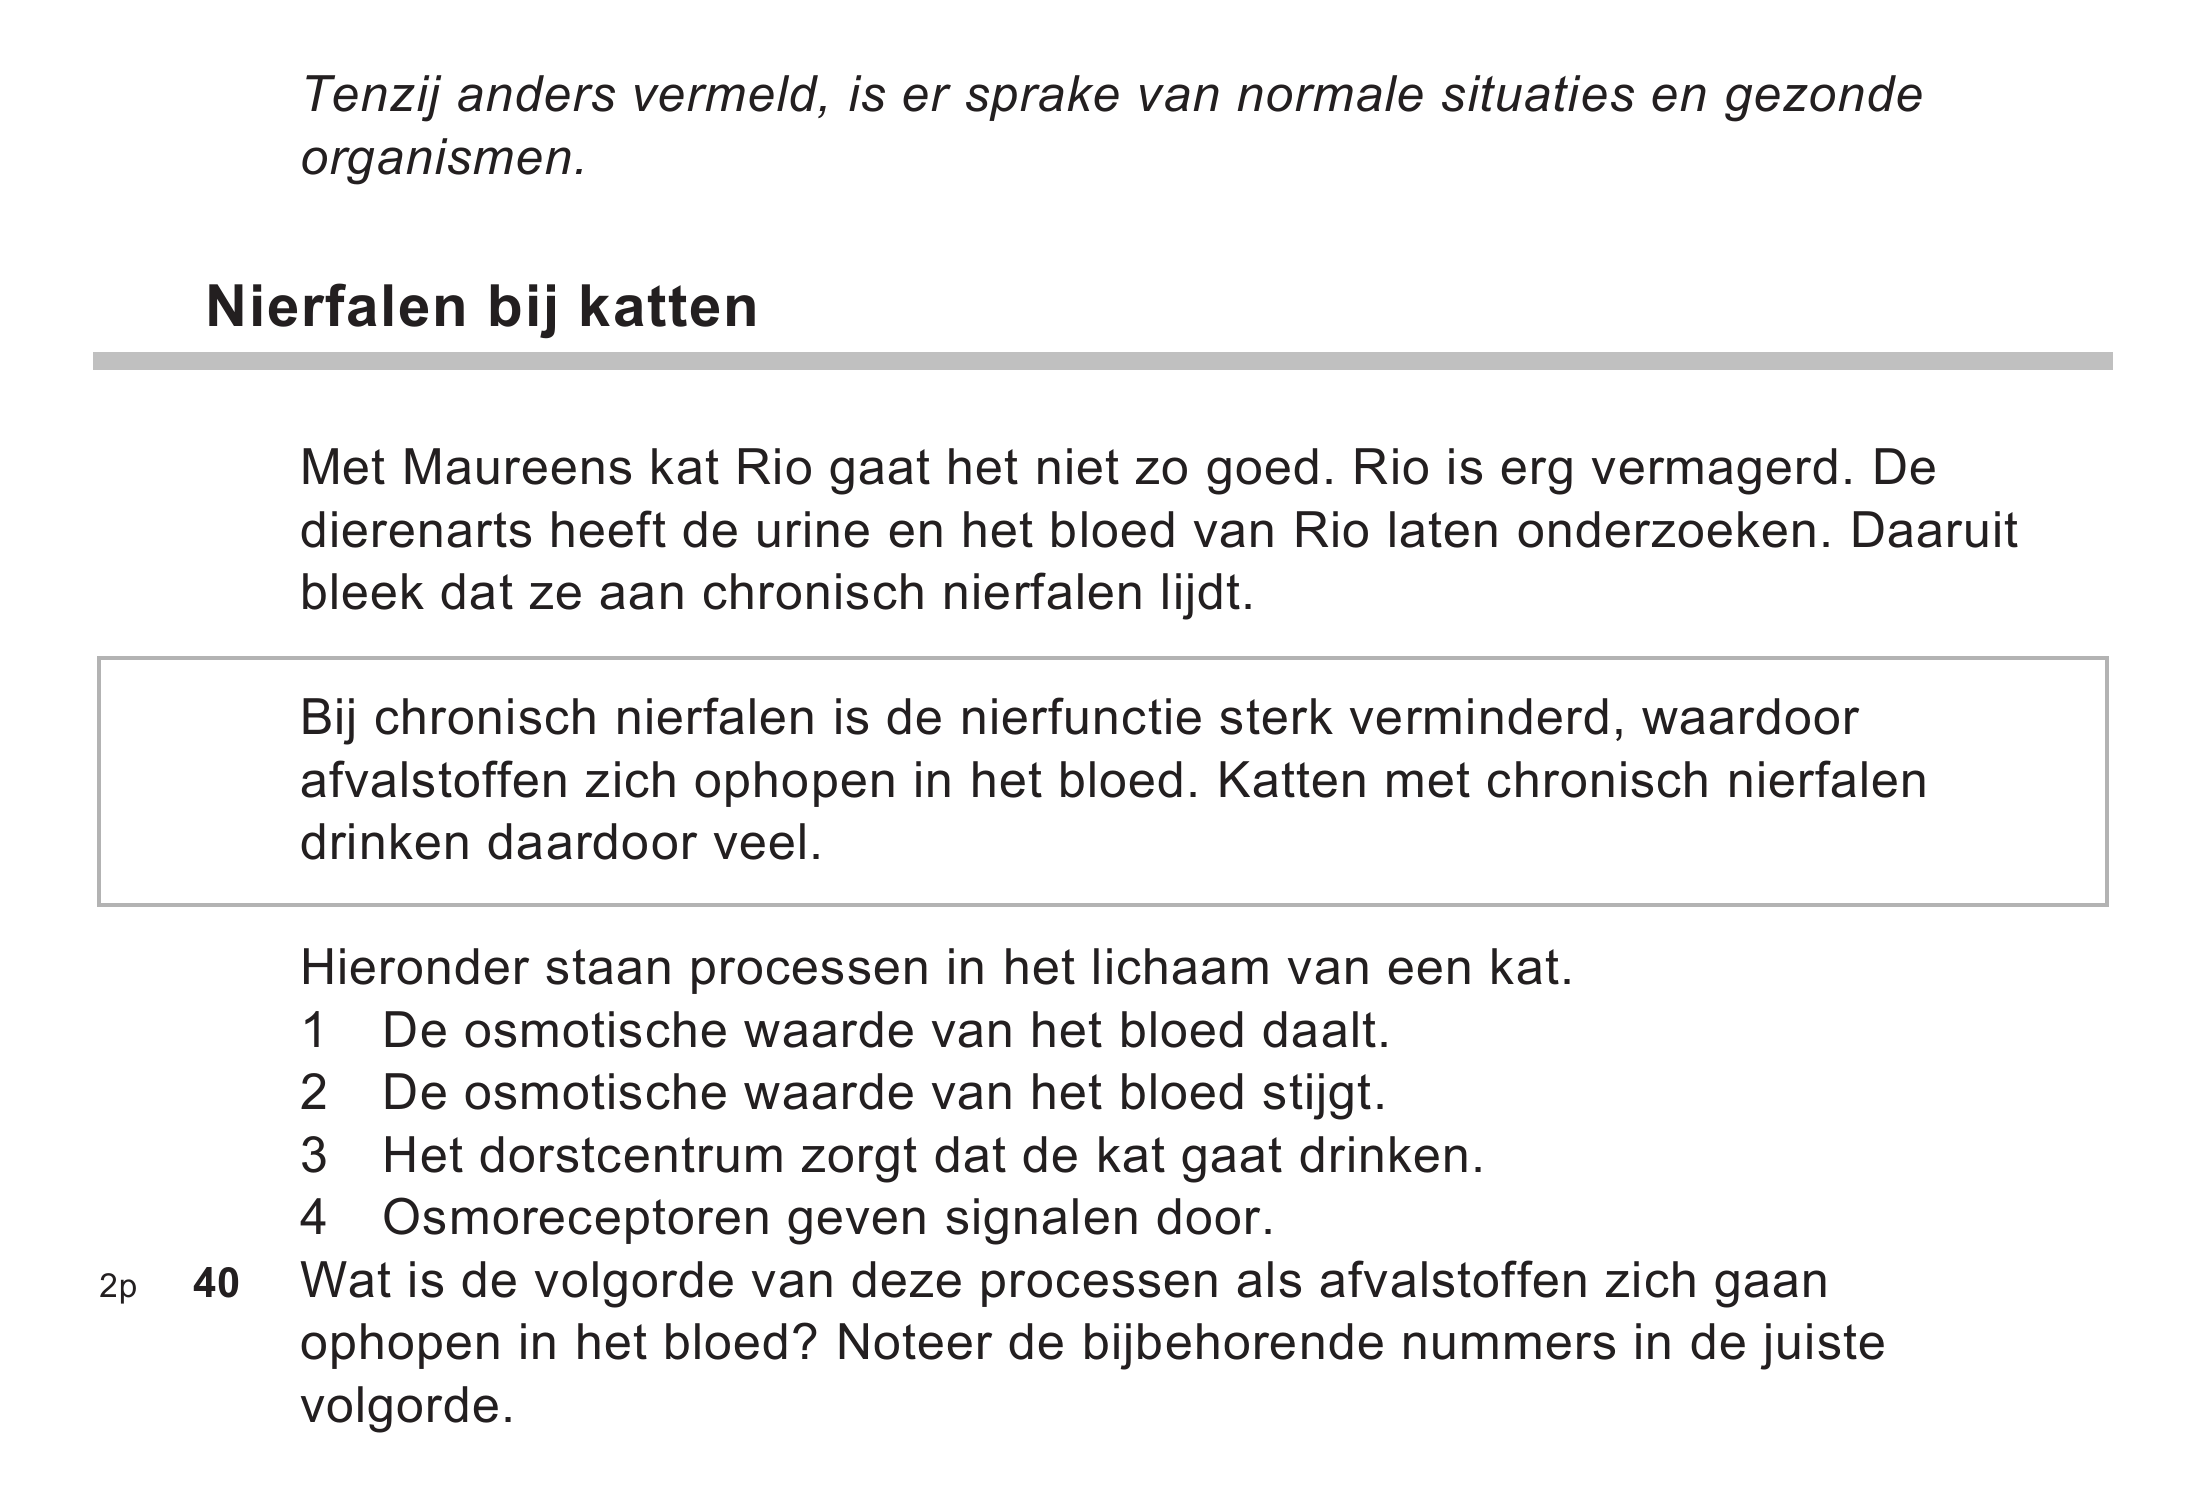 Tenzij anders vermeld, is er sprake van normale situaties en gezonde
organismen.
Nierfalen bij katten
Met Maureens kat Rio gaat het niet zo goed. Rio is erg vermagerd. De
dierenarts heeft de urine en het bloed van Rio laten onderzoeken. Daaruit
bleek dat ze aan chronisch nierfalen lijdt.
Bij chronisch nierfalen is de nierfunctie sterk verminderd, waardoor
afvalstoffen zich ophopen in het bloed. Katten met chronisch nierfalen
drinken daardoor veel.
Hieronder staan processen in het lichaam van een kat.
1 De osmotische waarde van het bloed daalt.
2 De osmotische waarde van het bloed stijgt.
3 Het dorstcentrum zorgt dat de kat gaat drinken.
4 Osmoreceptoren geven signalen door.
2p 40 Wat is de volgorde van deze processen als afvalstoffen zich gaan
ophopen in het bloed? Noteer de bijbehorende nummers in de juiste
volgorde.